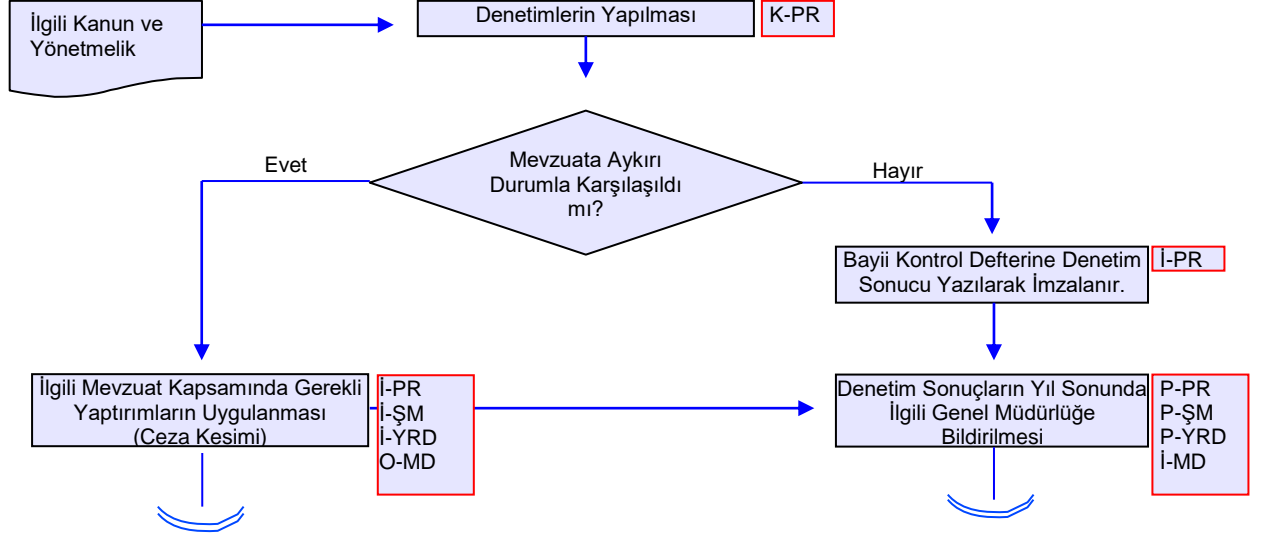 İlgili Kanun ve
Yönetmelik
Denetimlerin Yapılması
K-PR
Mevzuata Aykırı
Durumla Karşılaşıldı
mı?
Evet
Hayır
Bayii Kontrol Defterine Denetim
Sonucu Yazılarak İmzalanır.
İ-PR
İlgili Mevzuat Kapsamında Gerekli
Yaptırımların Uygulanması
(Ceza Kesimi)
İ-PR
İ-ŞM
İ-YRD
O-MD
Denetim Sonuçların Yıl Sonunda
İlgili Genel Müdürlüğe
Bildirilmesi
P-PR
P-ŞM
P-YRD
İ-MD